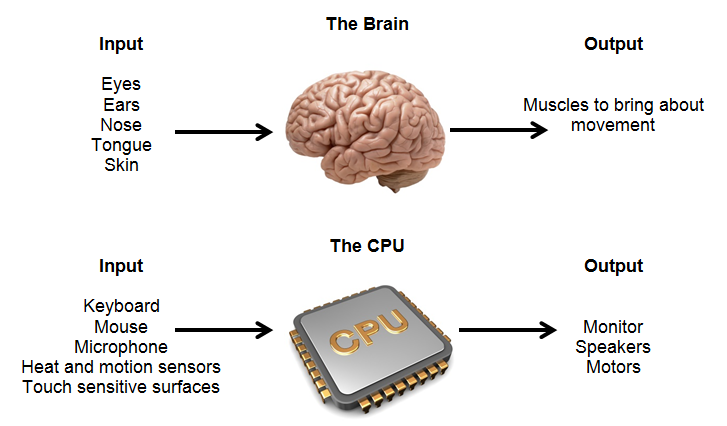 The Brain
Input
Eyes
Ears
Nose
Tongue
Skin
Output
Muscles to bring about
movement
The CPU
Input
Keyboard
Mouse
Microphone
Heat and motion sensors
Touch sensitive surfaces
CPU
Output
Monitor
Speakers
Motors